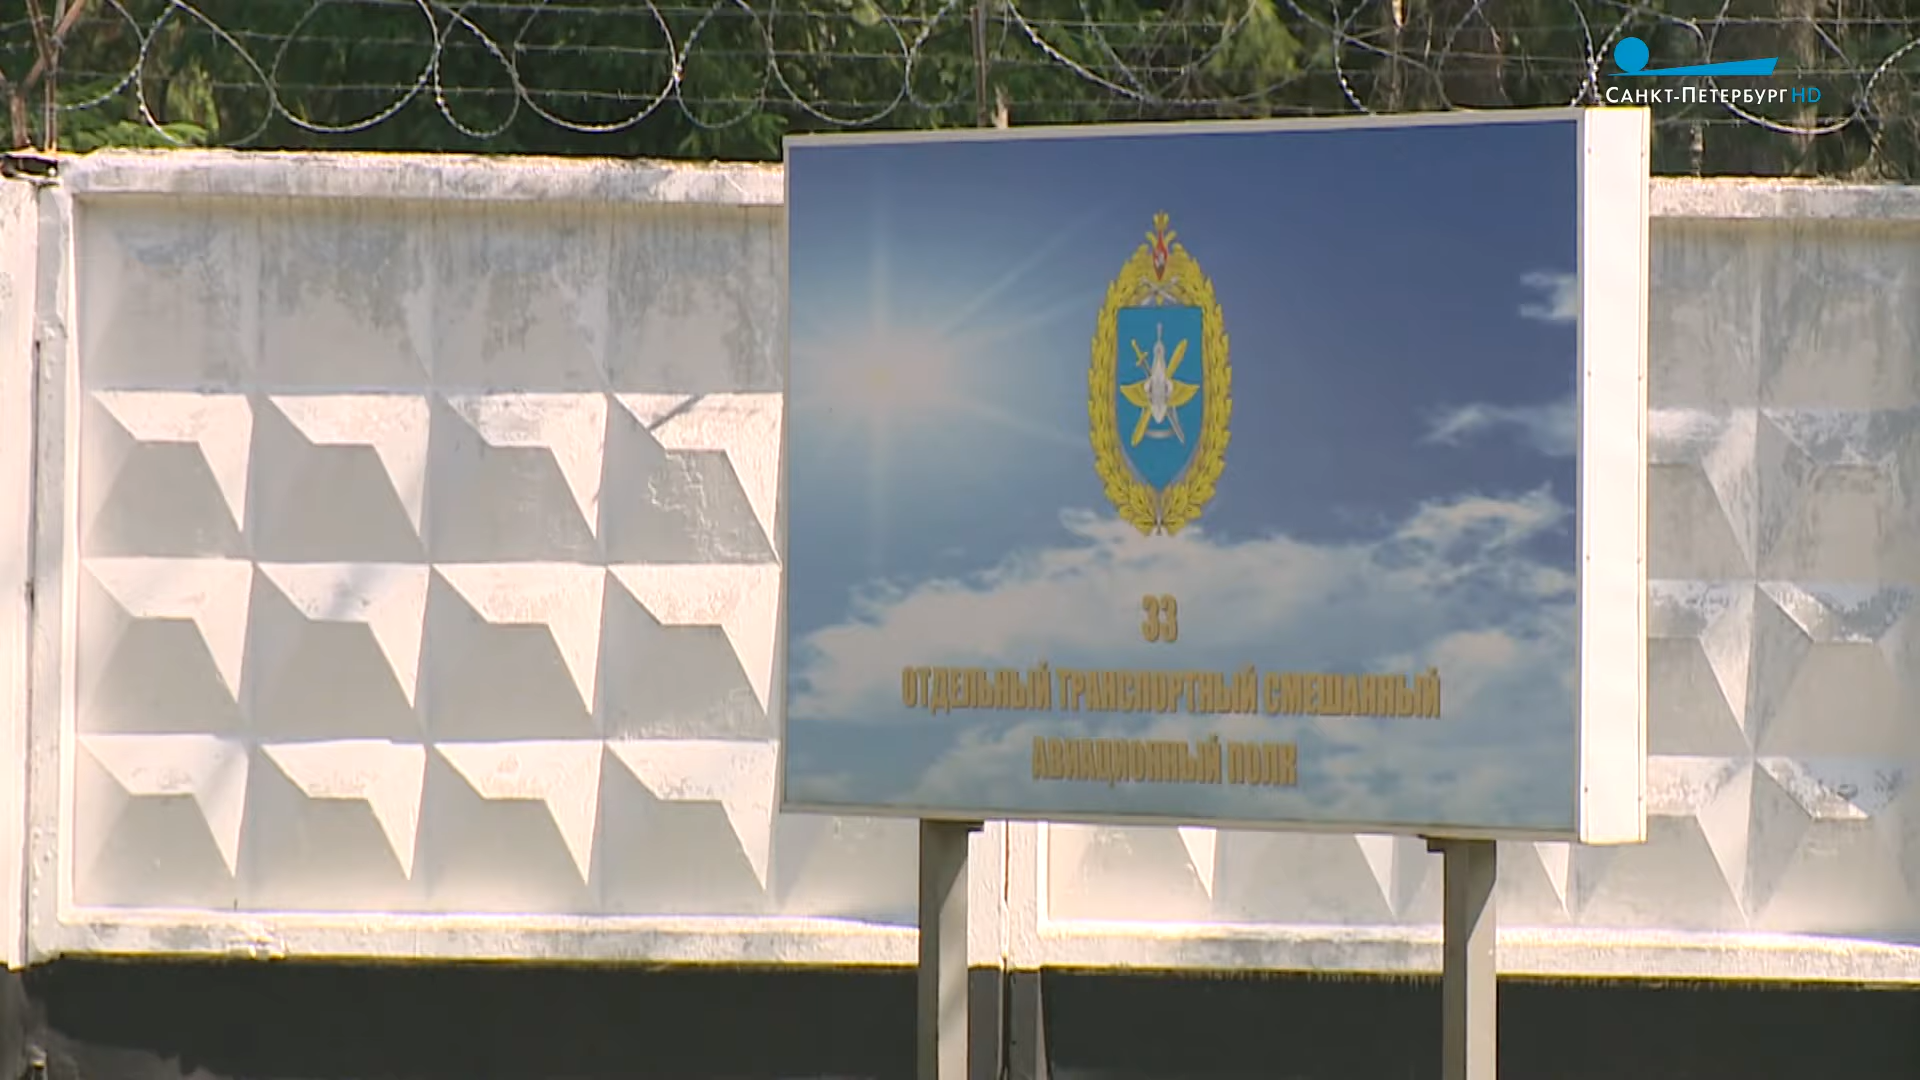 САНКТ-ПЕТЕРБУРГ HD
33
ОТДЕЛЬНЫЙ ТРАНСПОРТНЫЙ СМЕШАННЫЙ
АВИАЦИОННЫЙ ПОЛК